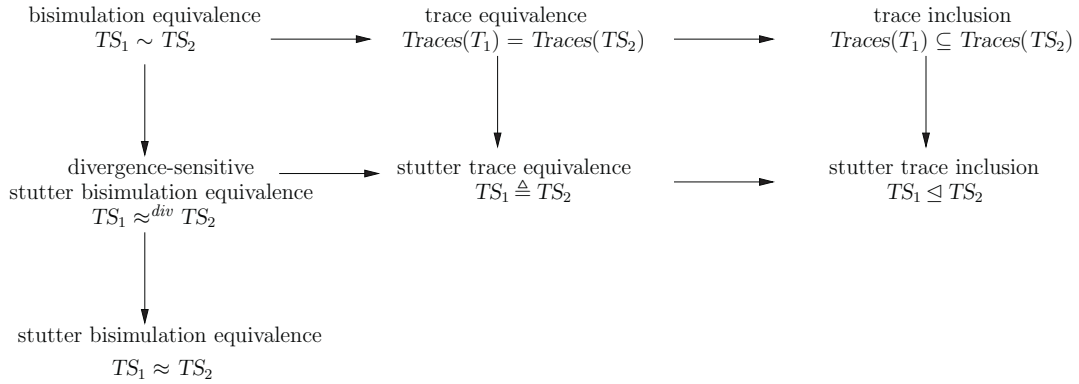 bisimulation equivalence
TS₁ ∼ TS₂
trace equivalence
Traces(T₁) = Traces(TS₂)
trace inclusion
Traces(T₁) ⊆ Traces(TS₂)
divergence-sensitive
stutter bisimulation equivalence
TS₁ ≈ᵈⁱᵛ TS₂
stutter trace equivalence
TS₁ ≜ TS₂
stutter trace inclusion
TS₁ ⊴ TS₂
stutter bisimulation equivalence
TS₁ ≈ TS₂